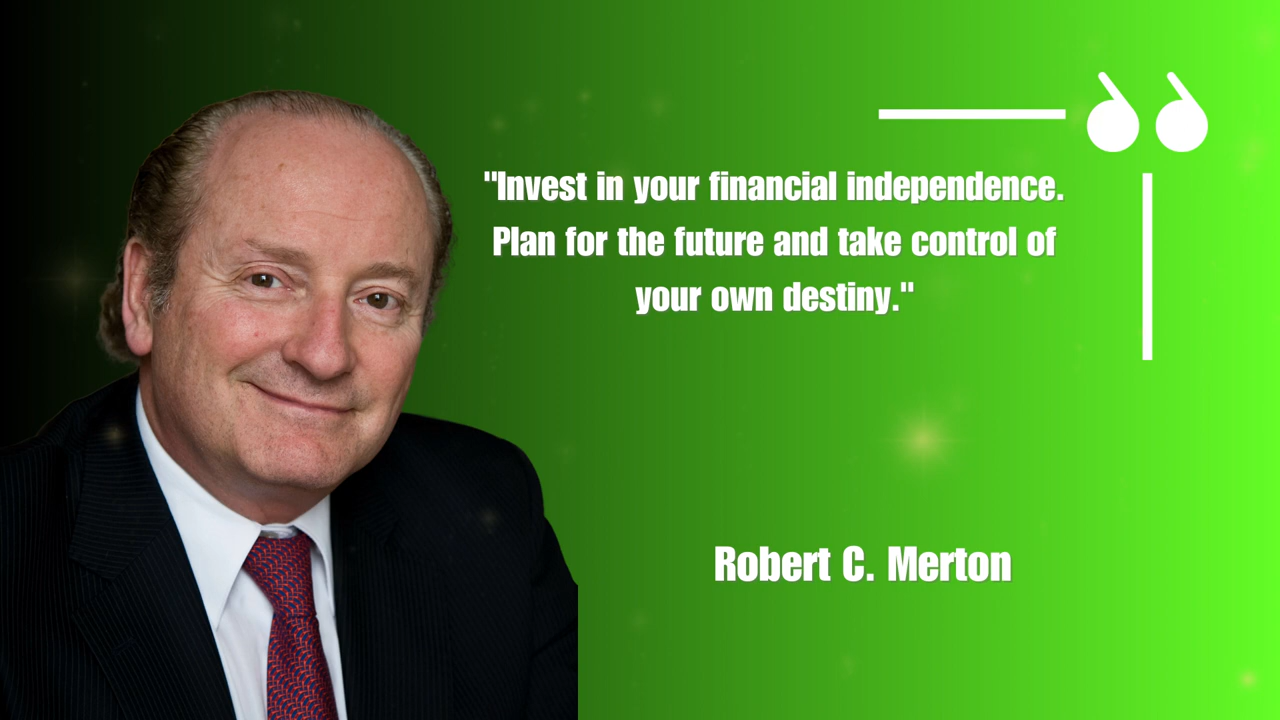 "Invest in your financial independence.
Plan for the future and take control of
your own destiny."
Robert C. Merton